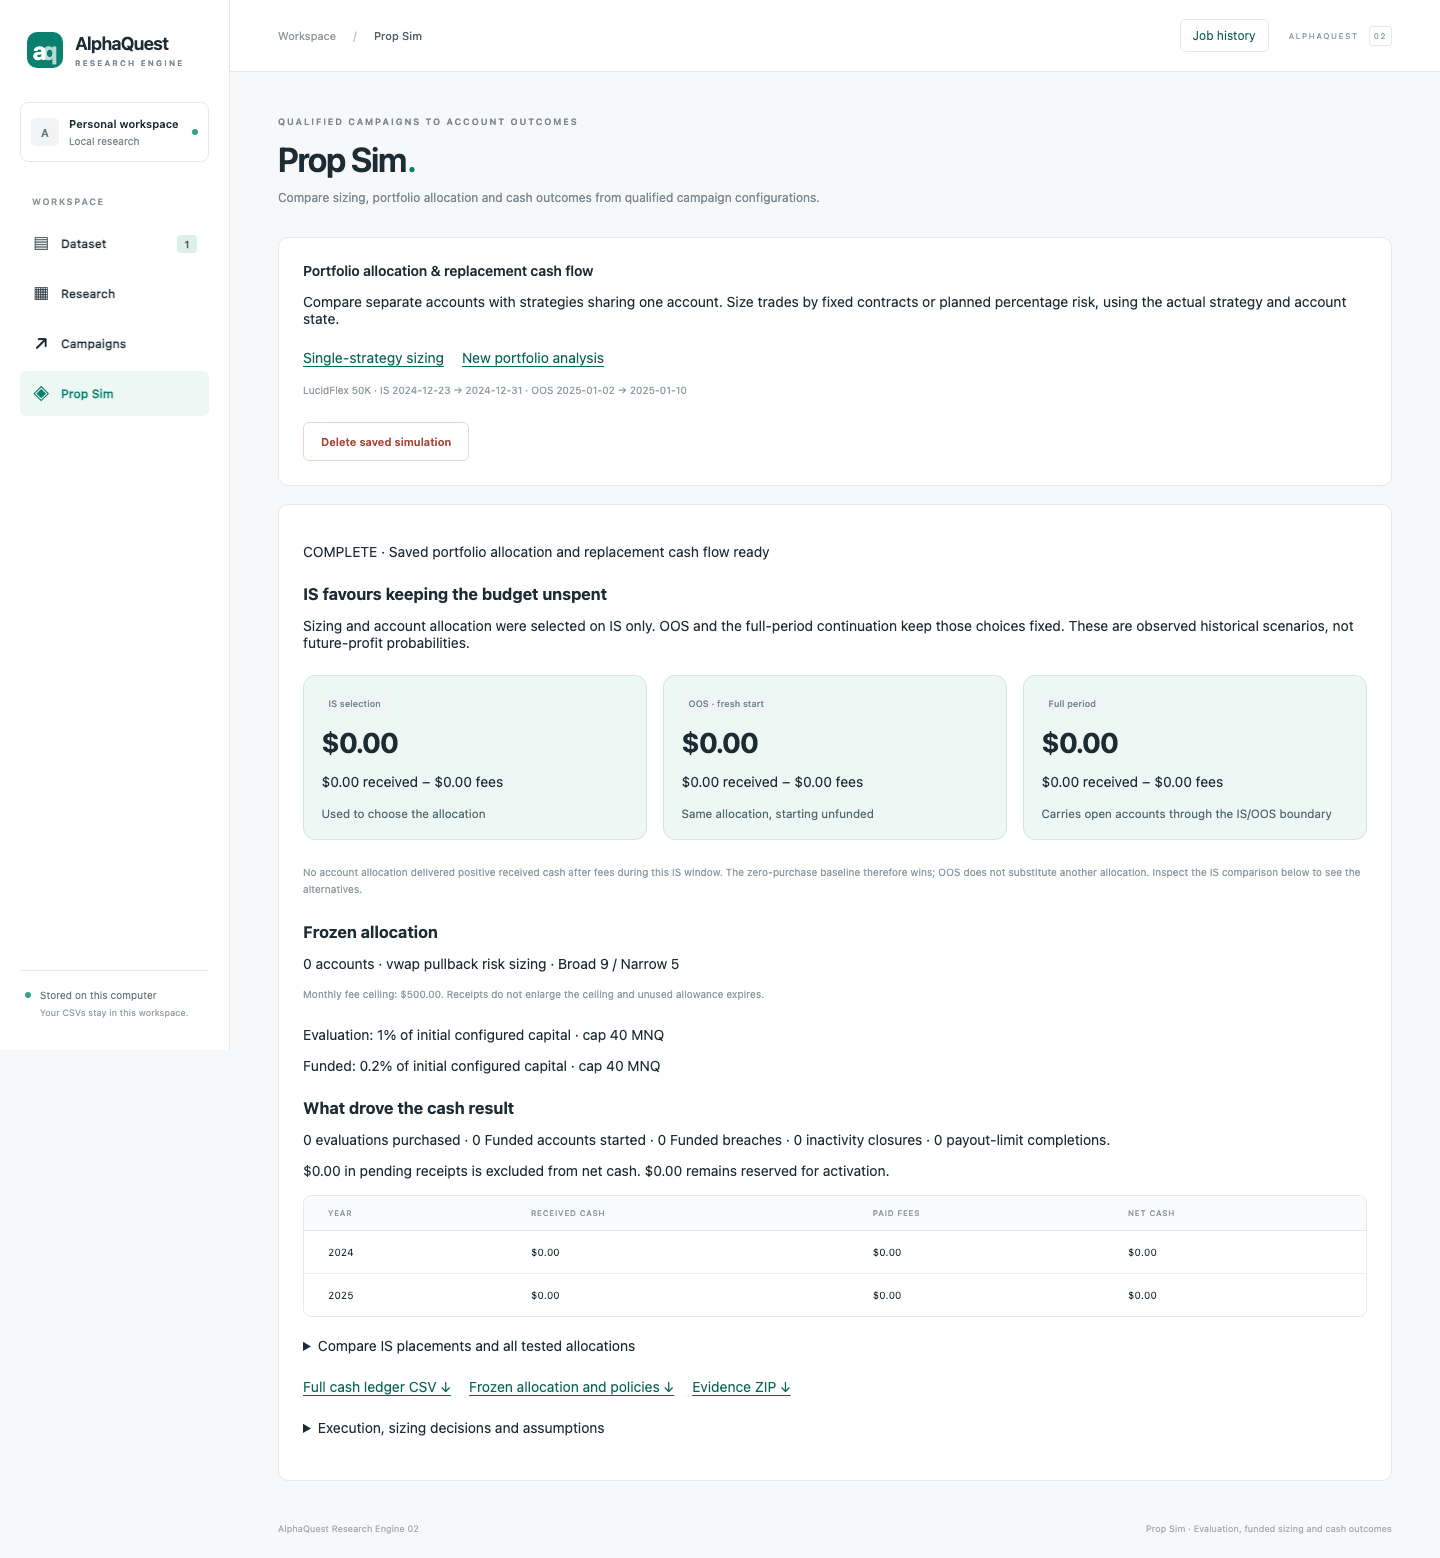 aq
AlphaQuest
RESEARCH ENGINE
A
Personal workspace
Local research
WORKSPACE
Dataset
1
Research
Campaigns
Prop Sim
Stored on this computer
Your CSVs stay in this workspace.
Workspace / Prop Sim
Job history
ALPHAQUEST 02
QUALIFIED CAMPAIGNS TO ACCOUNT OUTCOMES
Prop Sim.
Compare sizing, portfolio allocation and cash outcomes from qualified campaign configurations.
Portfolio allocation & replacement cash flow
Compare separate accounts with strategies sharing one account. Size trades by fixed contracts or planned percentage risk, using the actual strategy and account
state.
Single-strategy sizing New portfolio analysis
LucidFlex 50K · IS 2024-12-23 → 2024-12-31 · OOS 2025-01-02 → 2025-01-10
Delete saved simulation
COMPLETE · Saved portfolio allocation and replacement cash flow ready
IS favours keeping the budget unspent
Sizing and account allocation were selected on IS only. OOS and the full-period continuation keep those choices fixed. These are observed historical scenarios, not
future-profit probabilities.
IS selection
$0.00
$0.00 received – $0.00 fees
Used to choose the allocation
OOS · fresh start
$0.00
$0.00 received – $0.00 fees
Same allocation, starting unfunded
Full period
$0.00
$0.00 received – $0.00 fees
Carries open accounts through the IS/OOS boundary
No account allocation delivered positive received cash after fees during this IS window. The zero-purchase baseline therefore wins; OOS does not substitute another allocation. Inspect the IS comparison below to see the
alternatives.
Frozen allocation
0 accounts · vwap pullback risk sizing · Broad 9 / Narrow 5
Monthly fee ceiling: $500.00. Receipts do not enlarge the ceiling and unused allowance expires.
Evaluation: 1% of initial configured capital · cap 40 MNQ
Funded: 0.2% of initial configured capital · cap 40 MNQ
What drove the cash result
0 evaluations purchased · 0 Funded accounts started · 0 Funded breaches · 0 inactivity closures · 0 payout-limit completions.
$0.00 in pending receipts is excluded from net cash. $0.00 remains reserved for activation.
YEAR RECEIVED CASH PAID FEES NET CASH
2024 $0.00 $0.00 $0.00
2025 $0.00 $0.00 $0.00
Compare IS placements and all tested allocations
Full cash ledger CSV ↓ Frozen allocation and policies ↓ Evidence ZIP ↓
Execution, sizing decisions and assumptions
AlphaQuest Research Engine 02
Prop Sim · Evaluation, funded sizing and cash outcomes